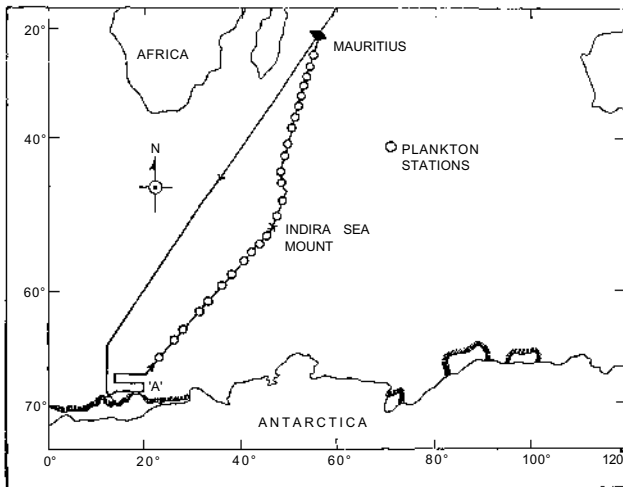 20°
AFRICA
MAURITIUS
40°
N
PLANKTON
STATIONS
INDIRA SEA
MOUNT
60°
'A'
70°
ANTARCTICA
0°
20°
40°
60°
80°
100°
120°